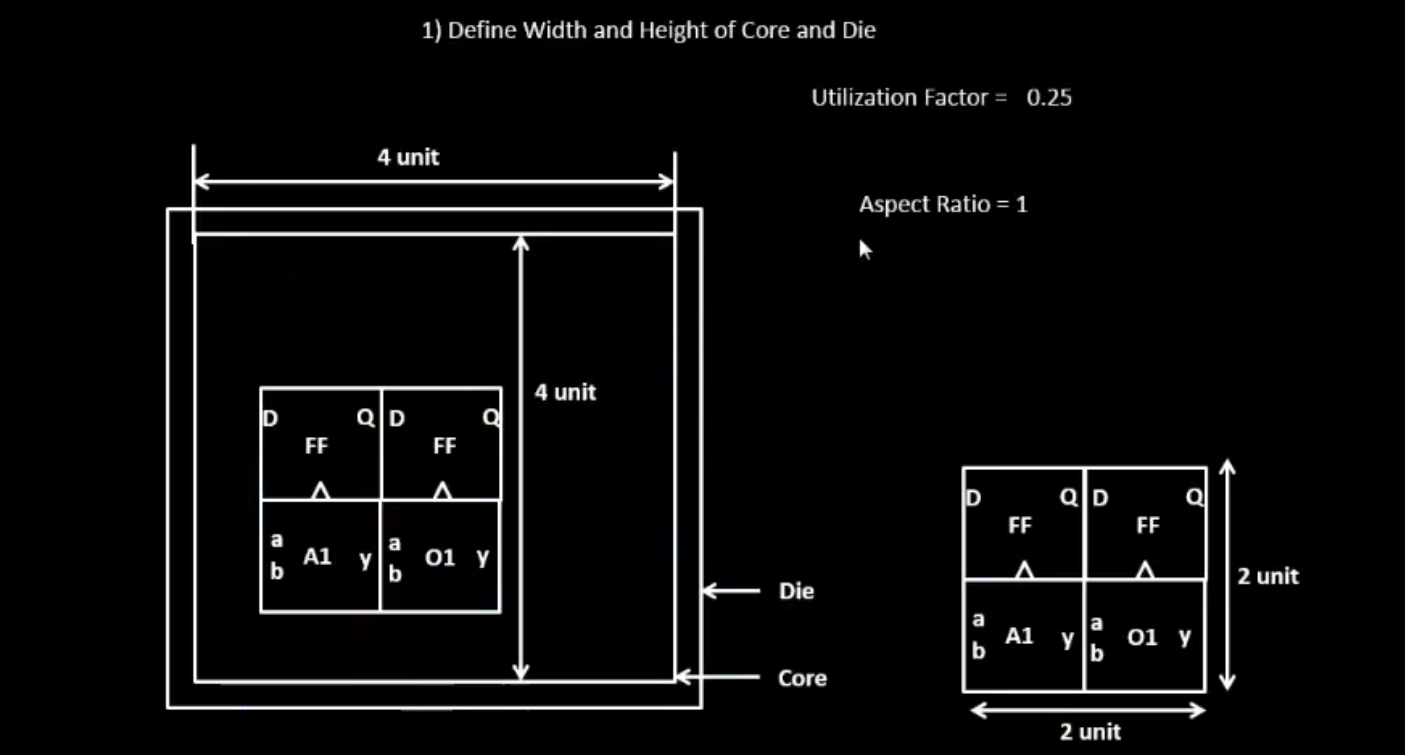 1) Define Width and Height of Core and Die
Utilization Factor = 0.25
4 unit
Aspect Ratio = 1
4 unit
D Q D Q
FF FF
a A1 y a O1 y
b b
Die
Core
D Q D Q
FF FF
2 unit
a A1 y a O1 y
b b
2 unit